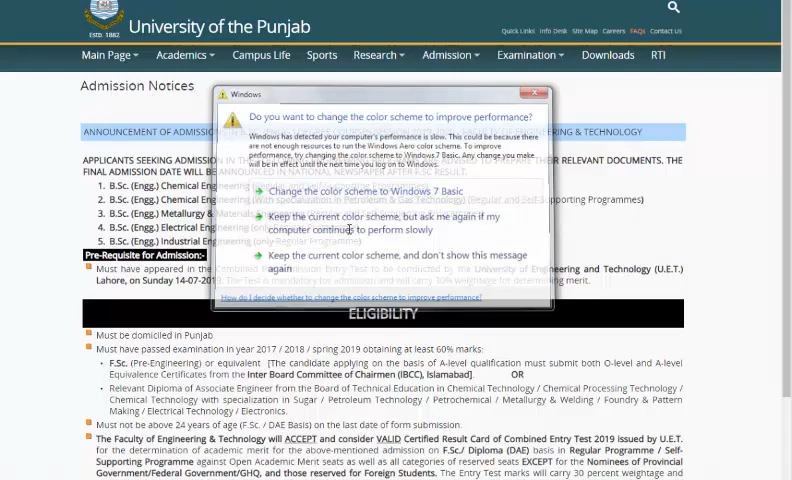 University of the Punjab
Estd. 1882
Quick Links Info Desk Site Map Careers FAQs Contact Us
Main Page Academics Campus Life Sports Research Admission Examination Downloads RTI
Admission Notices
Windows
Do you want to change the color scheme to improve performance?
Windows has detected your computer's performance is slow. This could be because there
are not enough resources to run the Windows Aero color scheme. To improve
performance, try changing the color scheme to Windows 7 Basic. Any change you make
will be in effect until the next time you log on to Windows.
Change the color scheme to Windows 7 Basic
Keep the current color scheme, but ask me again if my
computer continues to perform slowly
Keep the current color scheme, and don't show this message
again
How do I decide whether to change the color scheme to improve performance?
ANNOUNCEMENT OF ADMISSION & TECHNOLOGY
APPLICANTS SEEKING ADMISSION IN RELEVANT DOCUMENTS. THE
FINAL ADMISSION DATE WILL BE ANNOUNCED IN NATIONAL NEWSPAPER AFTER F.SC RESULT.
1. B.Sc. (Engg.) Chemical Engineering
2. B.Sc. (Engg.) Chemical Engineering (With specialization in Petroleum & Gas Technology) (Regular and Self-Supporting Programmes)
3. B.Sc. (Engg.) Metallurgy & Materials
4. B.Sc. (Engg.) Electrical Engineering
5. B.Sc. (Engg.) Industrial Engineering (only Regular Programme)
Pre-Requisite for Admission:-
Must have appeared in the Combined Entry Test to be conducted by the University of Engineering and Technology (U.E.T.)
Lahore, on Sunday 14-07-2019. The Test is mandatory for admission and will carry 30% weightage for determining merit.
ELIGIBILITY
Must be domiciled in Punjab
Must have passed examination in year 2017 / 2018 / spring 2019 obtaining at least 60% marks:
F.Sc. (Pre-Engineering) or equivalent [The candidate applying on the basis of A-level qualification must submit both O-level and A-level
Equivalence Certificates from the Inter Board Committee of Chairmen (IBCC), Islamabad]. OR
Relevant Diploma of Associate Engineer from the Board of Technical Education in Chemical Technology / Chemical Processing Technology /
Chemical Technology with specialization in Sugar / Petroleum Technology / Petrochemical / Metallurgy & Welding / Foundry & Pattern
Making / Electrical Technology / Electronics.
Must not be above 24 years of age (F.Sc. / DAE Basis) on the last date of form submission.
The Faculty of Engineering & Technology will ACCEPT and consider VALID Certified Result Card of Combined Entry Test 2019 issued by U.E.T.
for the determination of academic merit for the above-mentioned admission on F.Sc./ Diploma (DAE) basis in Regular Programme / Self-
Supporting Programme against Open Academic Merit seats as well as all categories of reserved seats EXCEPT for the Nominees of Provincial
Government/Federal Government/GHQ, and those reserved for Foreign Students. The Entry Test marks will carry 30 percent weightage and